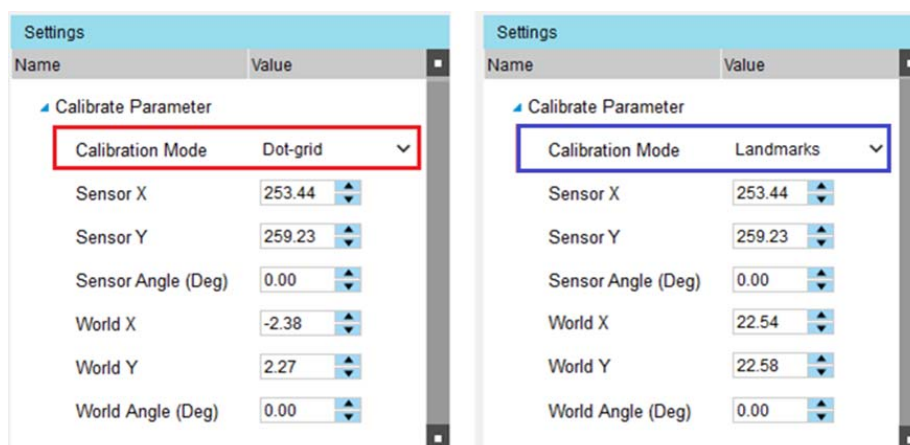 Settings
Name Value
Calibrate Parameter
Calibration Mode Dot-grid
Sensor X 253.44
Sensor Y 259.23
Sensor Angle (Deg) 0.00
World X -2.38
World Y 2.27
World Angle (Deg) 0.00
Settings
Name Value
Calibrate Parameter
Calibration Mode Landmarks
Sensor X 253.44
Sensor Y 259.23
Sensor Angle (Deg) 0.00
World X 22.54
World Y 22.58
World Angle (Deg) 0.00